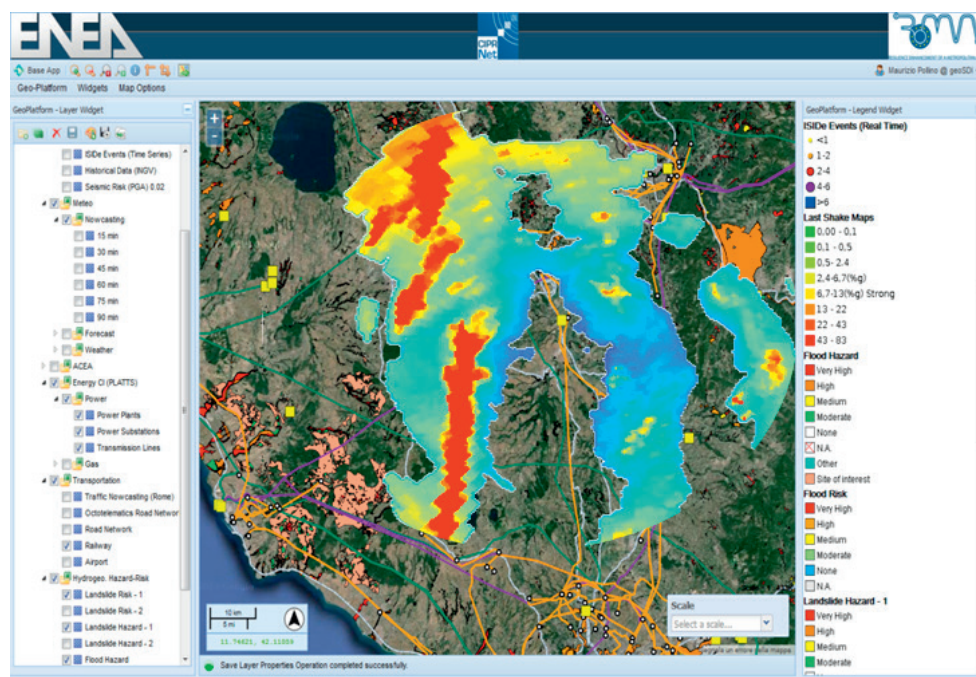 ENEA
CIPR
Net
Base App
Maurizio Pollino @ geoSDI
Geo-Platform Widgets Map Options
GeoPlatform - Layer Widget
ISIDe Events (Time Series)
Historical Data (INGV)
Seismic Risk (PGA) 0.02
Meteo
Nowcasting
15 min
30 min
45 min
60 min
75 min
90 min
Forecast
Weather
ACEA
Energy CI (PLATTS)
Power
Power Plants
Power Substations
Transmission Lines
Gas
Transportation
Traffic Nowcasting (Rome)
Octotelematics Road Networ
Road Network
Railway
Airport
Hydrogeo. Hazard-Risk
Landslide Risk - 1
Landslide Risk - 2
Landslide Hazard - 1
Landslide Hazard - 2
Flood Hazard
+
-
10 km
5 mi
Scale
Select a scale...
Save Layer Properties Operation completed successfully.
GeoPlatform - Legend Widget
ISIDe Events (Real Time)
<1
1-2
2-4
4-6
>6
Last Shake Maps
0,00 - 0,1
0,1 - 0,5
0,5- 2.4
2,4-6,7(%g)
6,7-13(%g) Strong
13 - 22
22 - 43
43 - 83
Flood Hazard
Very High
High
Medium
Moderate
None
N.A.
Other
Site of interest
Flood Risk
Very High
High
Medium
Moderate
None
N.A.
Landslide Hazard - 1
Very High
High
Medium
Moderate